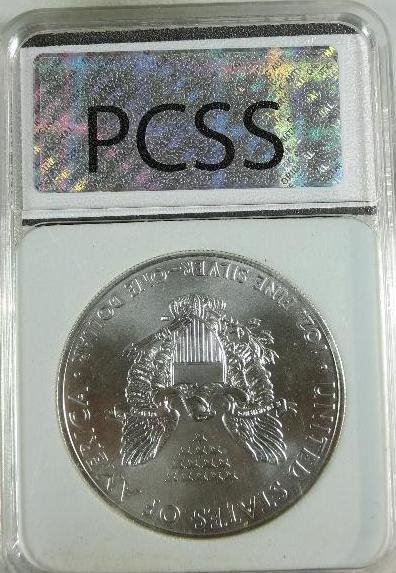 PCSS
UNITED STATES OF AMERICA
1 OZ. FINE SILVER~ONE DOLLAR